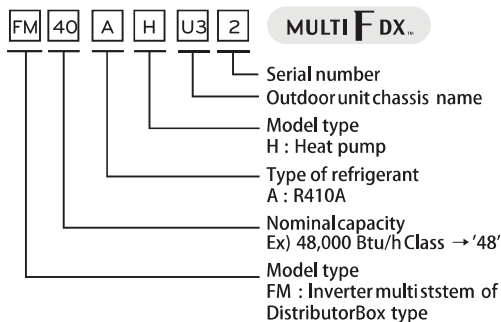 FM 40 A H U3 2 MULTI F DX™
Serial number
Outdoor unit chassis name
Model type
H : Heat pump
Type of refrigerant
A : R410A
Nominal capacity
Ex) 48,000 Btu/h Class → '48'
Model type
FM : Inverter multi ststem of
DistributorBox type